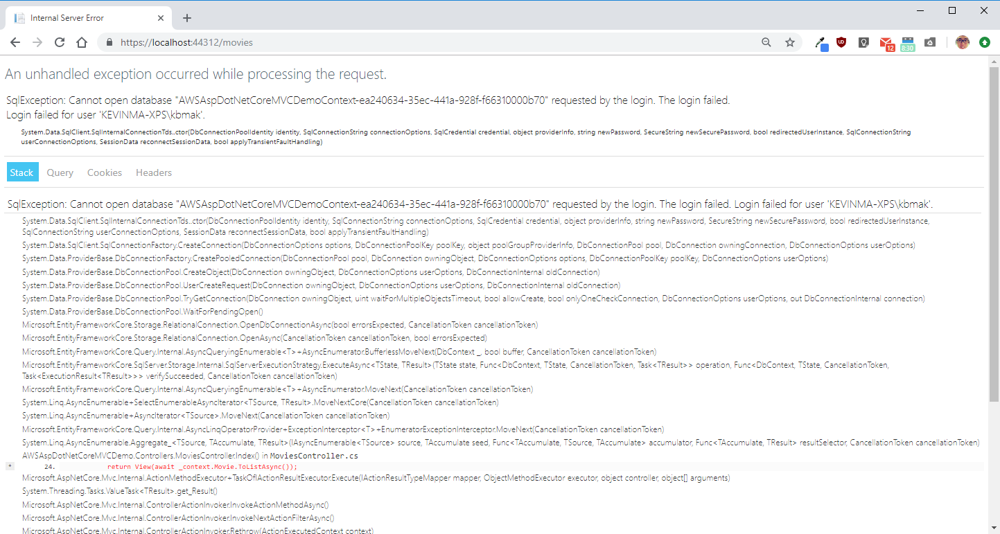 Internal Server Error
https://localhost:44312/movies
12
8:30
An unhandled exception occurred while processing the request.
SqlException: Cannot open database "AWSAspDotNetCoreMVCDemoContext-ea240634-35ec-441a-928f-f66310000b70" requested by the login. The login failed.
Login failed for user 'KEVINMA-XPS\kbmak'.
System.Data.SqlClient.SqlInternalConnectionTds..ctor(DbConnectionPoolIdentity identity, SqlConnectionString connectionOptions, SqlCredential credential, object providerInfo, string newPassword, SecureString newSecurePassword, bool redirectedUserInstance, SqlConnectionString
userConnectionOptions, SessionData reconnectSessionData, bool applyTransientFaultHandling)
Stack Query Cookies Headers
SqlException: Cannot open database "AWSAspDotNetCoreMVCDemoContext-ea240634-35ec-441a-928f-f66310000b70" requested by the login. The login failed. Login failed for user 'KEVINMA-XPS\kbmak'.
System.Data.SqlClient.SqlInternalConnectionTds..ctor(DbConnectionPoolIdentity identity, SqlConnectionString connectionOptions, SqlCredential credential, object providerInfo, string newPassword, SecureString newSecurePassword, bool redirectedUserInstance,
SqlConnectionString userConnectionOptions, SessionData reconnectSessionData, bool applyTransientFaultHandling)
System.Data.SqlClient.SqlConnectionFactory.CreateConnection(DbConnectionOptions options, DbConnectionPoolKey poolKey, object poolGroupProviderInfo, DbConnectionPool pool, DbConnection owningConnection, DbConnectionOptions userOptions)
System.Data.ProviderBase.DbConnectionFactory.CreatePooledConnection(DbConnectionPool pool, DbConnection owningObject, DbConnectionOptions options, DbConnectionPoolKey poolKey, DbConnectionOptions userOptions)
System.Data.ProviderBase.DbConnectionPool.CreateObject(DbConnection owningObject, DbConnectionOptions userOptions, DbConnectionInternal oldConnection)
System.Data.ProviderBase.DbConnectionPool.UserCreateRequest(DbConnection owningObject, DbConnectionOptions userOptions, DbConnectionInternal oldConnection)
System.Data.ProviderBase.DbConnectionPool.TryGetConnection(DbConnection owningObject, uint waitForMultipleObjectsTimeout, bool allowCreate, bool onlyOneCheckConnection, DbConnectionOptions userOptions, out DbConnectionInternal connection)
System.Data.ProviderBase.DbConnectionPool.WaitForPendingOpen()
Microsoft.EntityFrameworkCore.Storage.RelationalConnection.OpenDbConnectionAsync(bool errorsExpected, CancellationToken cancellationToken)
Microsoft.EntityFrameworkCore.Storage.RelationalConnection.OpenAsync(CancellationToken cancellationToken, bool errorsExpected)
Microsoft.EntityFrameworkCore.Query.Internal.AsyncQueryingEnumerable<T>+AsyncEnumerator.BufferlessMoveNext(DbContext _, bool buffer, CancellationToken cancellationToken)
Microsoft.EntityFrameworkCore.SqlServer.Storage.Internal.SqlServerExecutionStrategy.ExecuteAsync<TState, TResult>(TState state, Func<DbContext, TState, CancellationToken, Task<TResult>> operation, Func<DbContext, TState, CancellationToken,
Task<ExecutionResult<TResult>>> verifySucceeded, CancellationToken cancellationToken)
Microsoft.EntityFrameworkCore.Query.Internal.AsyncQueryingEnumerable<T>+AsyncEnumerator.MoveNext(CancellationToken cancellationToken)
System.Linq.AsyncEnumerable+SelectEnumerableAsyncIterator<TSource, TResult>.MoveNextCore(CancellationToken cancellationToken)
System.Linq.AsyncEnumerable+AsyncIterator<TSource>.MoveNext(CancellationToken cancellationToken)
Microsoft.EntityFrameworkCore.Query.Internal.AsyncLinqOperatorProvider+ExceptionInterceptor<T>+EnumeratorExceptionInterceptor.MoveNext(CancellationToken cancellationToken)
System.Linq.AsyncEnumerable.Aggregate_<TSource, TAccumulate, TResult>(IAsyncEnumerable<TSource> source, TAccumulate seed, Func<TAccumulate, TSource, TAccumulate> accumulator, Func<TAccumulate, TResult> resultSelector, CancellationToken cancellationToken)
AWSAspDotNetCoreMVCDemo.Controllers.MoviesController.Index() in MoviesController.cs
+ 24. return View(await _context.Movie.ToListAsync());
Microsoft.AspNetCore.Mvc.Internal.ActionMethodExecutor+TaskOfIActionResultExecutor.Execute(IActionResultTypeMapper mapper, ObjectMethodExecutor executor, object controller, object[] arguments)
System.Threading.Tasks.ValueTask<TResult>.get_Result()
Microsoft.AspNetCore.Mvc.Internal.ControllerActionInvoker.InvokeActionMethodAsync()
Microsoft.AspNetCore.Mvc.Internal.ControllerActionInvoker.InvokeNextActionFilterAsync()
Microsoft.AspNetCore.Mvc.Internal.ControllerActionInvoker.Rethrow(ActionExecutedContext context)